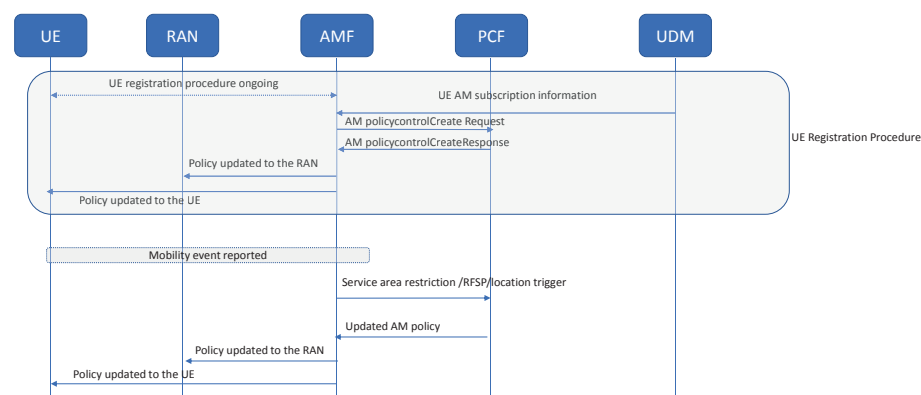 UE
RAN
AMF
PCF
UDM
UE registration procedure ongoing
UE AM subscription information
AM policycontrolCreate Request
AM policycontrolCreateResponse
UE Registration Procedure
Policy updated to the RAN
Policy updated to the UE
Mobility event reported
Service area restriction /RFSP/location trigger
Updated AM policy
Policy updated to the RAN
Policy updated to the UE